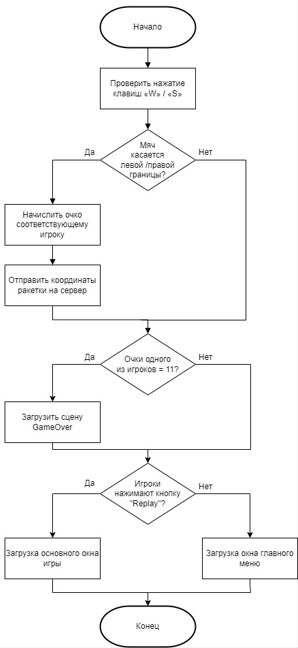 Начало
Проверить нажатие
клавиш «W» / «S»
Мяч
касается
левой /правой
границы?
Да
Нет
Начислить очко
соответствующему
игроку
Отправить координаты
ракетки на сервер
Очки одного
из игроков = 11?
Да
Нет
Загрузить сцену
GameOver
Игроки
нажимают кнопку
"Replay"?
Да
Нет
Загрузка основного окна
игры
Загрузка окна главного
меню
Конец